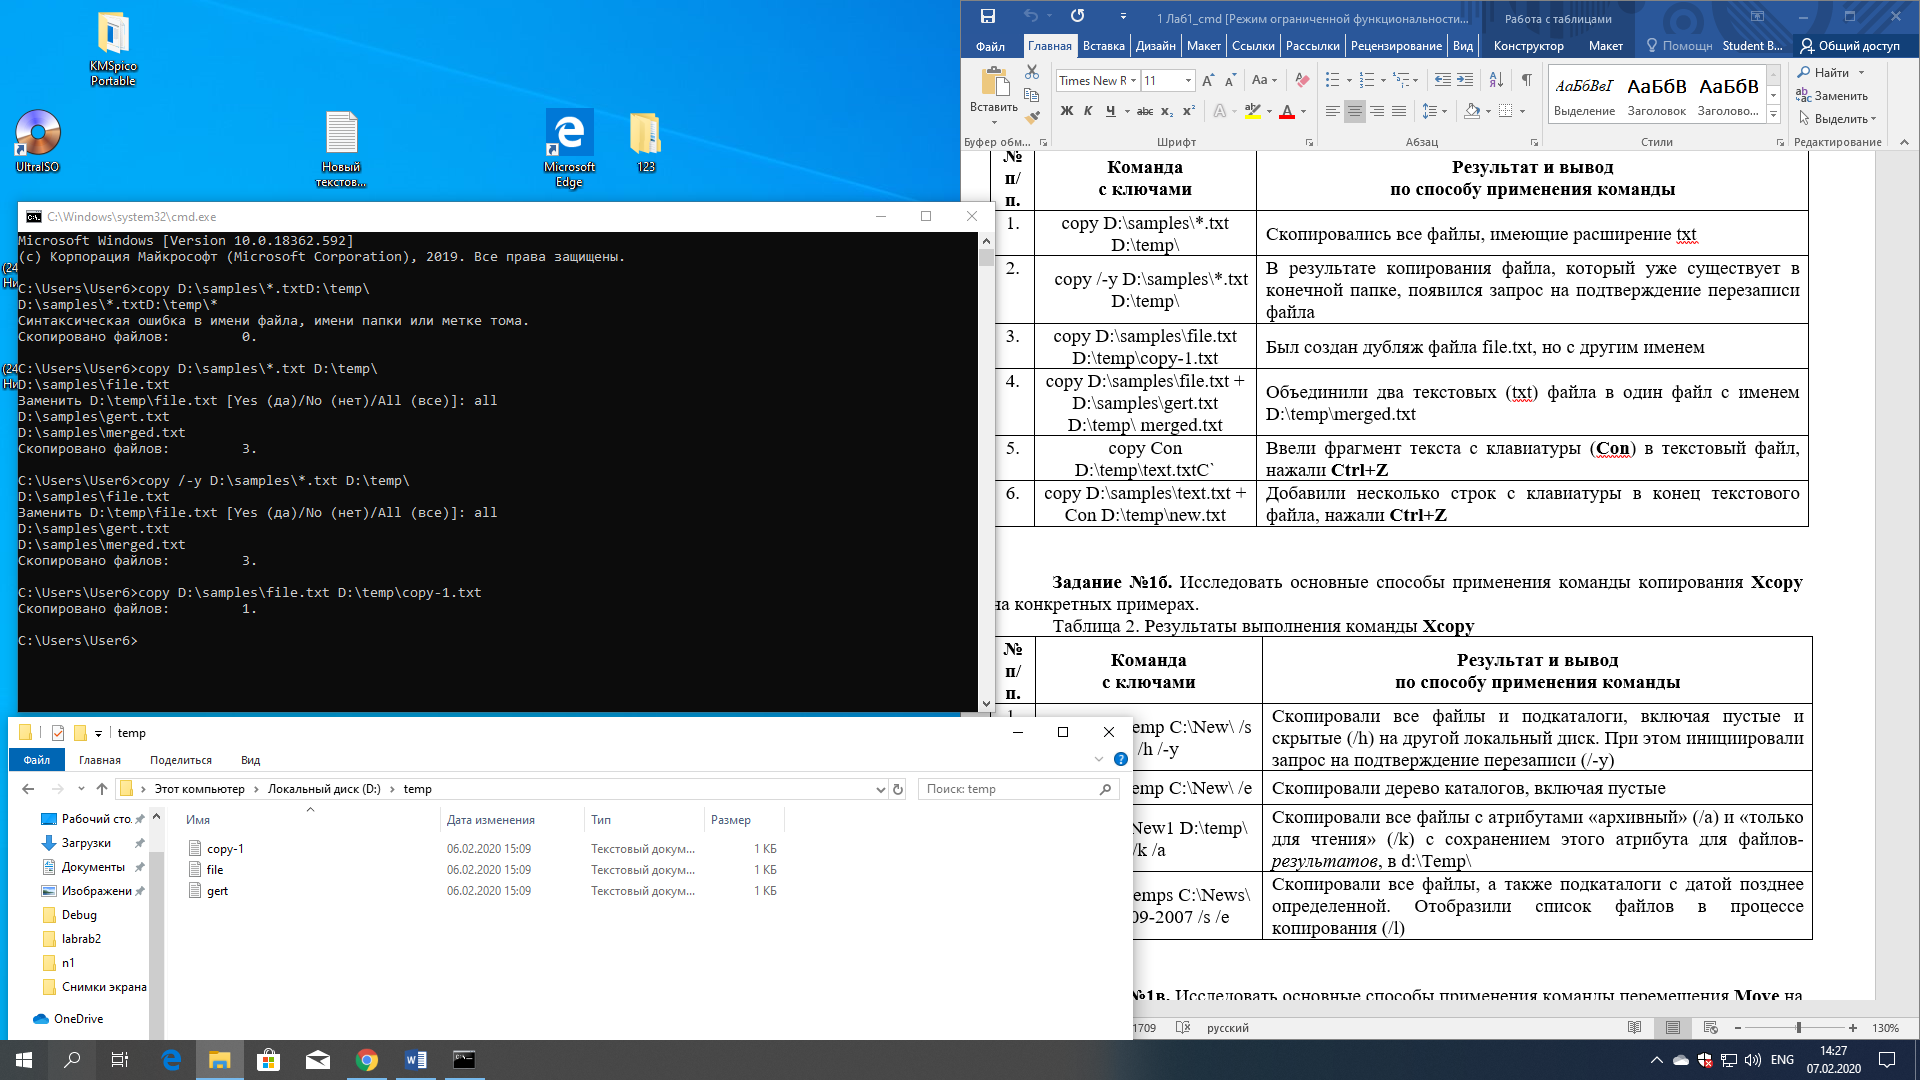 KMSpico
Portable
UltraISO
Новый
текстов...
Microsoft
Edge
123
C:\Windows\system32\cmd.exe
Microsoft Windows [Version 10.0.18362.592]
(c) Корпорация Майкрософт (Microsoft Corporation), 2019. Все права защищены.
C:\Users\User6>copy D:\samples\*.txtD:\temp\
D:\samples\*.txtD:\temp\*
Синтаксическая ошибка в имени файла, имени папки или метке тома.
Скопировано файлов: 0.
C:\Users\User6>copy D:\samples\*.txt D:\temp\
D:\samples\file.txt
Заменить D:\temp\file.txt [Yes (да)/No (нет)/All (все)]: all
D:\samples\gert.txt
D:\samples\merged.txt
Скопировано файлов: 3.
C:\Users\User6>copy /-y D:\samples\*.txt D:\temp\
D:\samples\file.txt
Заменить D:\temp\file.txt [Yes (да)/No (нет)/All (все)]: all
D:\samples\gert.txt
D:\samples\merged.txt
Скопировано файлов: 3.
C:\Users\User6>copy D:\samples\file.txt D:\temp\copy-1.txt
Скопировано файлов: 1.
C:\Users\User6>
temp
Файл Главная Поделиться Вид
Этот компьютер Локальный диск (D:) temp
Поиск: temp
Имя Дата изменения Тип Размер
copy-1 06.02.2020 15:09 Текстовый докум... 1 КБ
file 06.02.2020 15:09 Текстовый докум... 1 КБ
gert 06.02.2020 15:09 Текстовый докум... 1 КБ
Рабочий сто.
Загрузки
Документы
Изображени
Debug
labrab2
n1
Снимки экрана
OneDrive
1 Лаб1_cmd [Режим ограниченной функциональности...
Работа с таблицами
Файл Главная Вставка Дизайн Макет Ссылки Рассылки Рецензирование Вид Конструктор Макет Помощн Student B... Общий доступ
Вставить
Times New R 11
Ж К Ч abc x₂ x²
АаБбВвІ АаБбВ АаБбВ
Выделение Заголовок Заголово...
Найти
Заменить
Выделить
Буфер обм... Шрифт Абзац Стили Редактирование
№
п/
п.
Команда
с ключами
Результат и вывод
по способу применения команды
1.
copy D:\samples\*.txt
D:\temp\
Скопировались все файлы, имеющие расширение txt
2.
copy /-y D:\samples\*.txt
D:\temp\
В результате копирования файла, который уже существует в
конечной папке, появился запрос на подтверждение перезаписи
файла
3.
copy D:\samples\file.txt
D:\temp\copy-1.txt
Был создан дубляж файла file.txt, но с другим именем
4.
copy D:\samples\file.txt +
D:\samples\gert.txt
D:\temp\ merged.txt
Объединили два текстовых (txt) файла в один файл с именем
D:\temp\merged.txt
5.
copy Con
D:\temp\text.txtC`
Ввели фрагмент текста с клавиатуры (Con) в текстовый файл,
нажали Ctrl+Z
6.
copy D:\samples\text.txt +
Con D:\temp\new.txt
Добавили несколько строк с клавиатуры в конец текстового
файла, нажали Ctrl+Z
Задание №1б. Исследовать основные способы применения команды копирования Xcopy
на конкретных примерах.
Таблица 2. Результаты выполнения команды Xcopy
№
п/
п.
Команда
с ключами
Результат и вывод
по способу применения команды
emp C:\New\ /s
/h /-y
Скопировали все файлы и подкаталоги, включая пустые и
скрытые (/h) на другой локальный диск. При этом инициировали
запрос на подтверждение перезаписи (/-y)
emp C:\New\ /e
Скопировали дерево каталогов, включая пустые
New1 D:\temp\
/k /a
Скопировали все файлы с атрибутами «архивный» (/a) и «только
для чтения» (/k) с сохранением этого атрибута для файлов-
результатов, в d:\Temp\
emps C:\News\
09-2007 /s /e
Скопировали все файлы, а также подкаталоги с датой позднее
определенной. Отобразили список файлов в процессе
копирования (/l)
№1в. Исследовать основные способы применения команды перемещения Move на
1709 русский 130%
ENG
14:27
07.02.2020